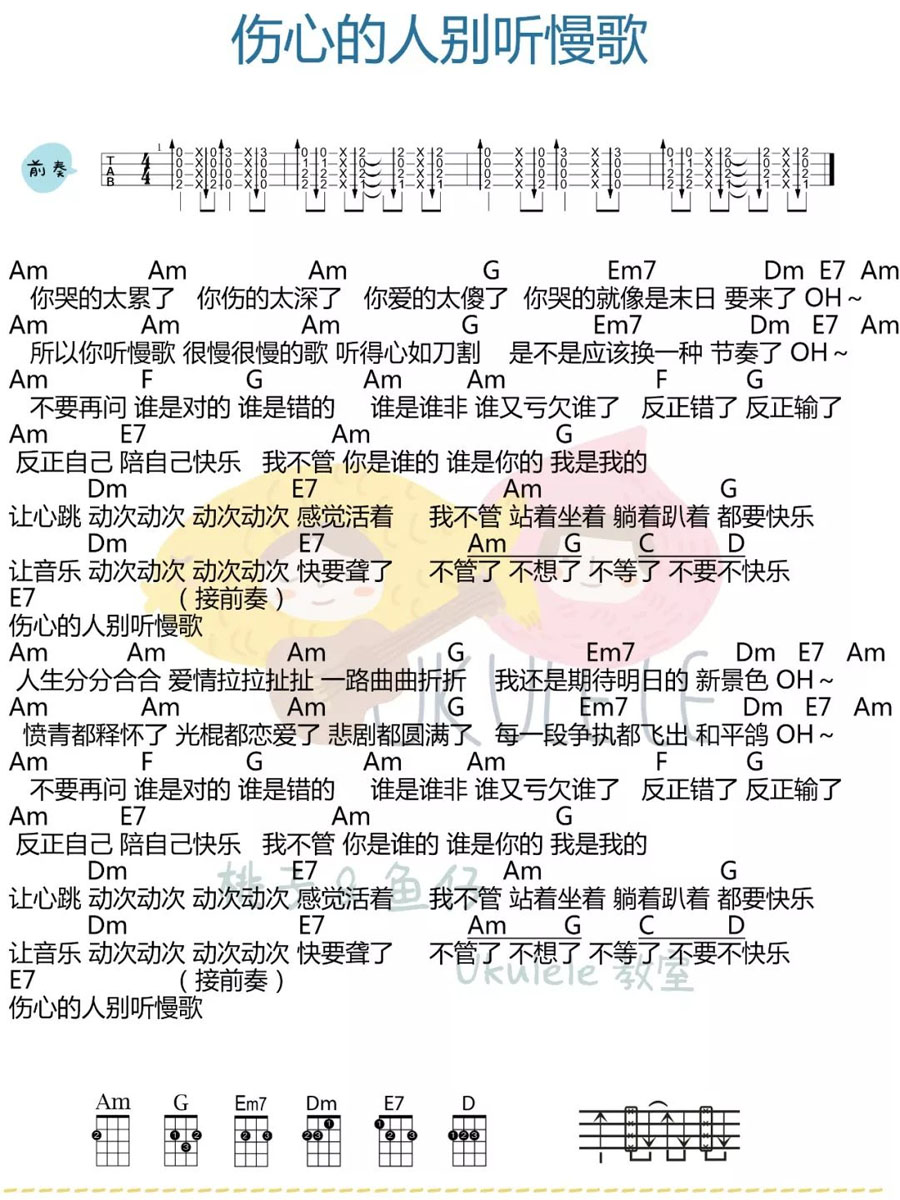 伤心的人别听慢歌
前奏
Am Am Am G Em7 Dm E7 Am
你哭的太累了 你伤的太深了 你爱的太傻了 你哭的就像是末日 要来了 OH~
Am Am Am G Em7 Dm E7 Am
所以你听慢歌 很慢很慢的歌 听得心如刀割 是不是应该换一种 节奏了 OH~
Am F G Am Am F G
不要再问 谁是对的 谁是错的 谁是谁非 谁又亏欠谁了 反正错了 反正输了
Am E7 Am G
反正自己 陪自己快乐 我不管 你是谁的 谁是你的 我是我的
Dm E7 Am G
让心跳 动次动次 动次动次 感觉活着 我不管 站着坐着 躺着趴着 都要快乐
Dm E7 Am G C D
让音乐 动次动次 动次动次 快要聋了 不管了 不想了 不等了 不要不快乐
E7 （接前奏）
伤心的人别听慢歌
Am Am Am G Em7 Dm E7 Am
人生分分合合 爱情拉拉扯扯 一路曲曲折折 我还是期待明日的 新景色 OH~
Am Am Am G Em7 Dm E7 Am
愤青都释怀了 光棍都恋爱了 悲剧都圆满了 每一段争执都飞出 和平鸽 OH~
Am F G Am Am F G
不要再问 谁是对的 谁是错的 谁是谁非 谁又亏欠谁了 反正错了 反正输了
Am E7 Am G
反正自己 陪自己快乐 我不管 你是谁的 谁是你的 我是我的
Dm E7 Am G
让心跳 动次动次 动次动次 感觉活着 我不管 站着坐着 躺着趴着 都要快乐
Dm E7 Am G C D
让音乐 动次动次 动次动次 快要聋了 不管了 不想了 不等了 不要不快乐
E7 （接前奏）
伤心的人别听慢歌
UKULELE
鱼仔
Ukulele 教室
Am G Em7 Dm E7 D